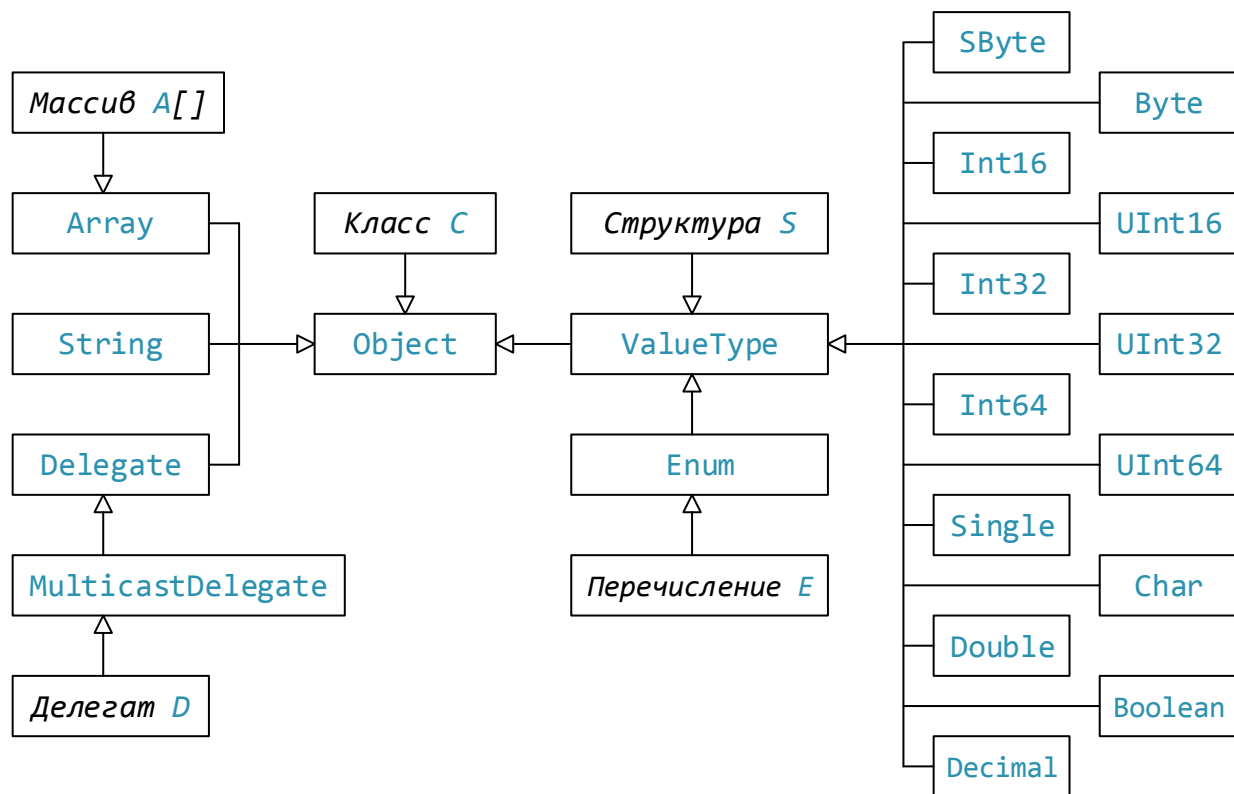 SByte
Массив A[]
Byte
Int16
Array
Класс C
Структура S
UInt16
Int32
String
Object
ValueType
UInt32
Int64
Delegate
Enum
UInt64
Single
MulticastDelegate
Перечисление E
Char
Double
Делегат D
Boolean
Decimal